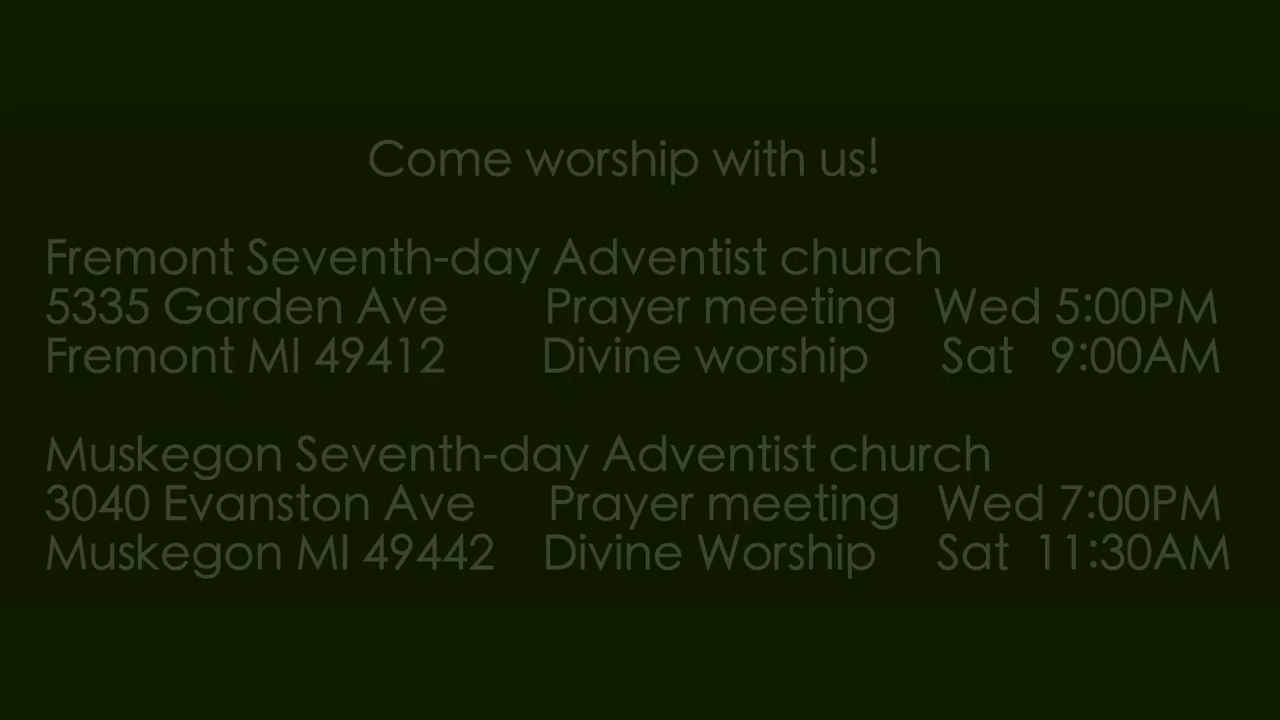 Come worship with us!
Fremont Seventh-day Adventist church
5335 Garden Ave Prayer meeting Wed 5:00PM
Fremont MI 49412 Divine worship Sat 9:00AM
Muskegon Seventh-day Adventist church
3040 Evanston Ave Prayer meeting Wed 7:00PM
Muskegon MI 49442 Divine Worship Sat 11:30AM